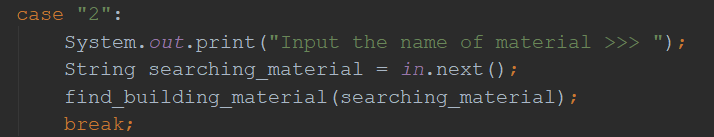 case "2":
System.out.print("Input the name of material >>> ");
String searching_material = in.next();
find_building_material(searching_material);
break;